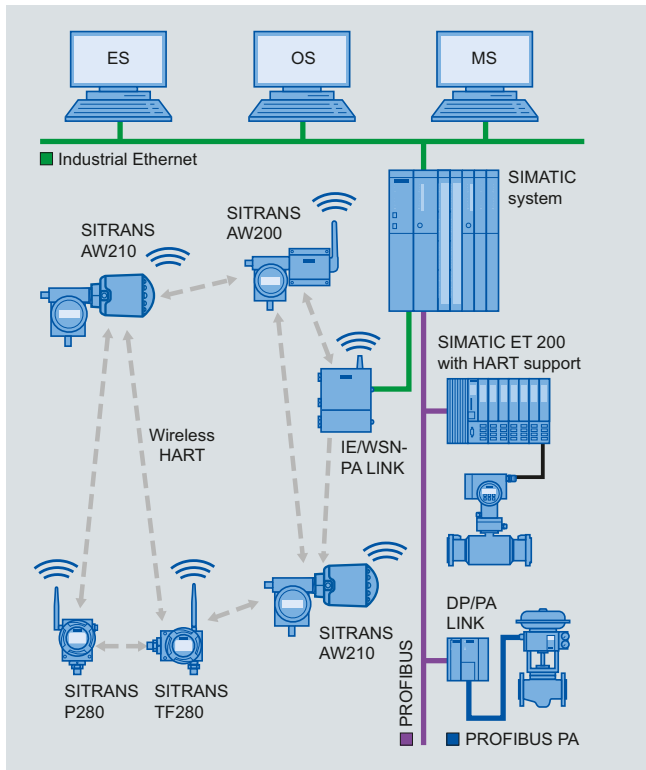 ES
OS
MS
Industrial Ethernet
SIMATIC
system
SITRANS
AW200
SITRANS
AW210
SIMATIC ET 200
with HART support
Wireless
HART
IE/WSN-
PA LINK
DP/PA
LINK
SITRANS
AW210
SITRANS
P280
SITRANS
TF280
PROFIBUS
PROFIBUS PA